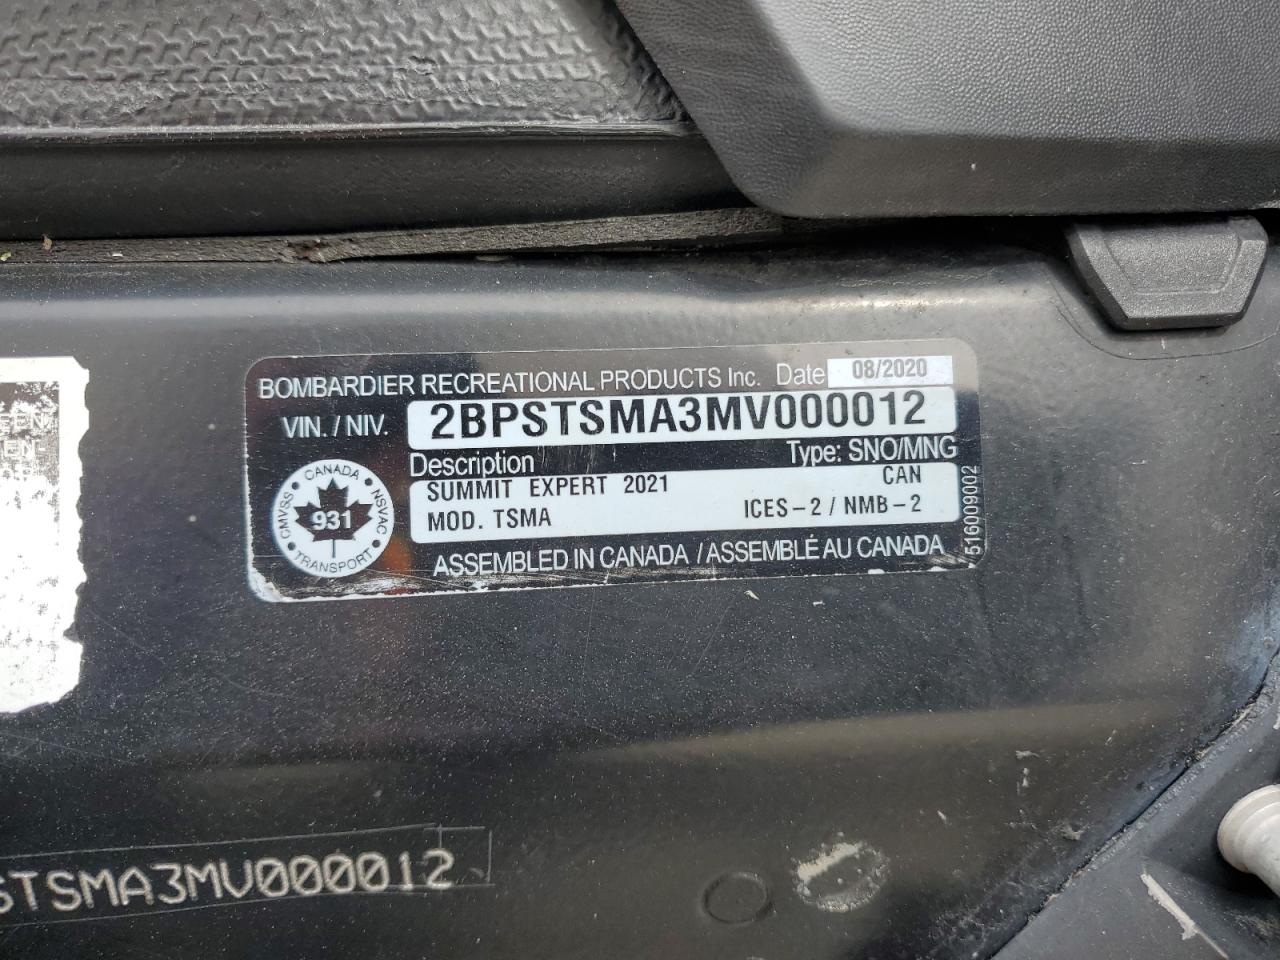 BOMBARDIER RECREATIONAL PRODUCTS Inc. Date 08/2020
VIN. / NIV. 2BPSTSMA3MV000012
Description Type: SNO/MNG
SUMMIT EXPERT 2021 CAN
MOD. TSMA ICES-2 / NMB-2
ASSEMBLED IN CANADA / ASSEMBLÉ AU CANADA
516009002
CANADA
CMVSS 931 NSVAC
TRANSPORT
STSMA3MV000012